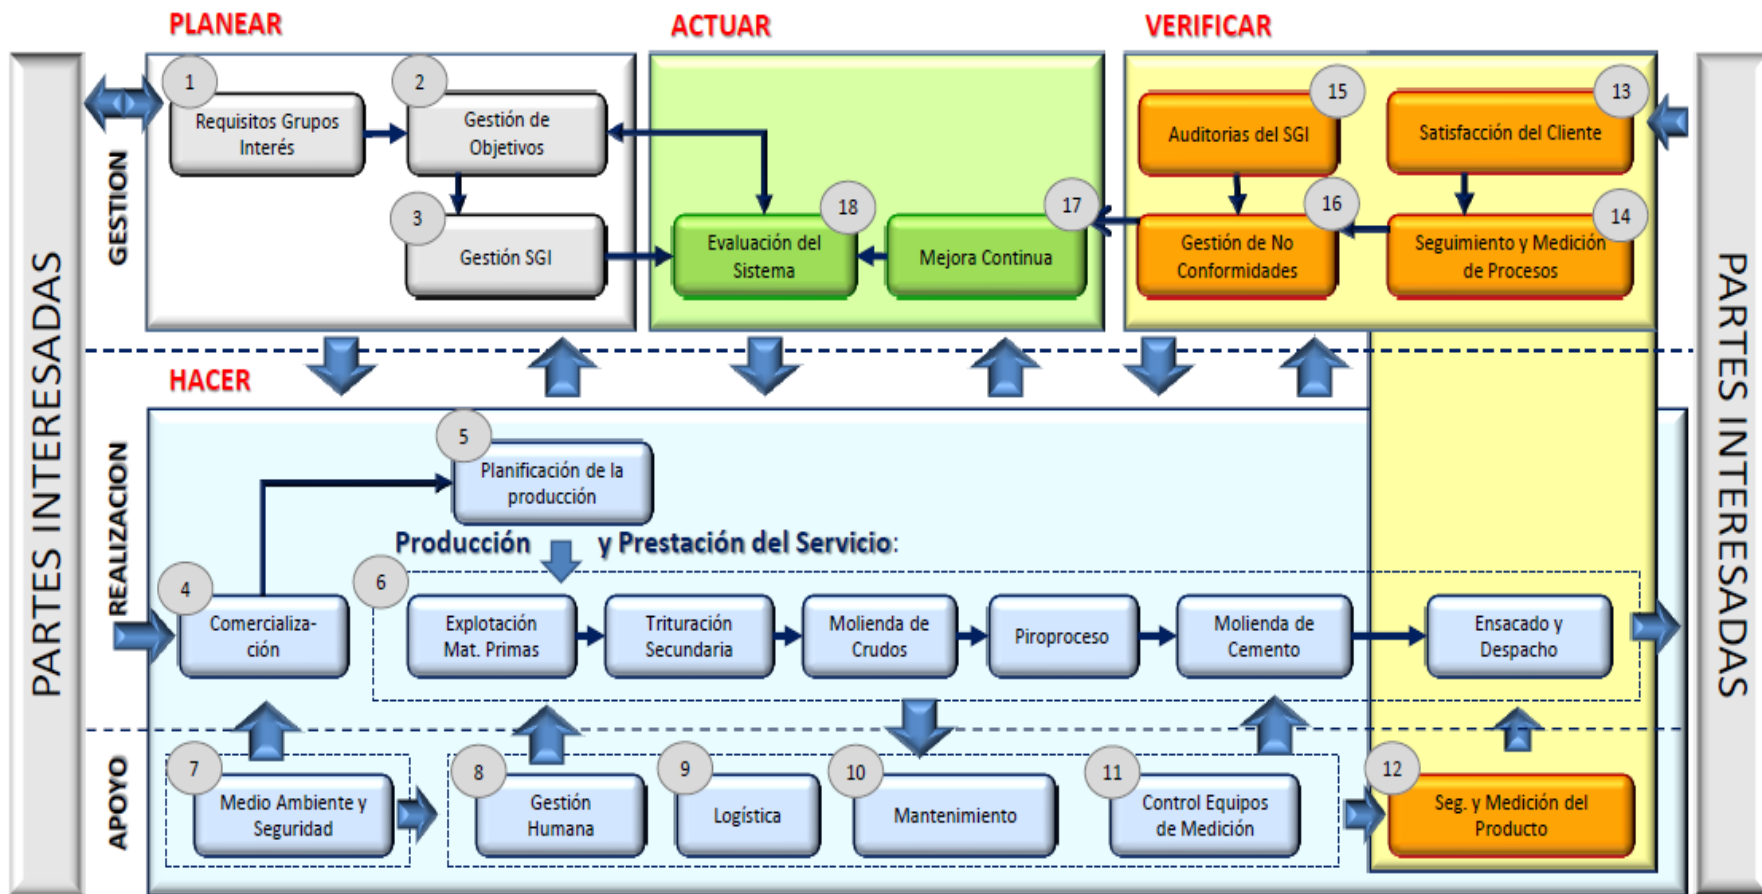 PLANEAR
ACTUAR
VERIFICAR
PARTES INTERESADAS
GESTION
1
Requisitos Grupos
Interés
2
Gestión de
Objetivos
3
Gestión SGI
18
Evaluación del
Sistema
17
Mejora Continua
15
Auditorias del SGI
13
Satisfacción del Cliente
16
Gestión de No
Conformidades
14
Seguimiento y Medición
de Procesos
PARTES INTERESADAS
HACER
REALIZACION
5
Planificación de la
producción
Producción y Prestación del Servicio:
4
Comercializa-
ción
6
Explotación
Mat. Primas
Trituración
Secundaria
Molienda de
Crudos
Piroproceso
Molienda de
Cemento
Ensacado y
Despacho
APOYO
7
Medio Ambiente y
Seguridad
8
Gestión
Humana
9
Logística
10
Mantenimiento
11
Control Equipos
de Medición
12
Seg. y Medición del
Producto